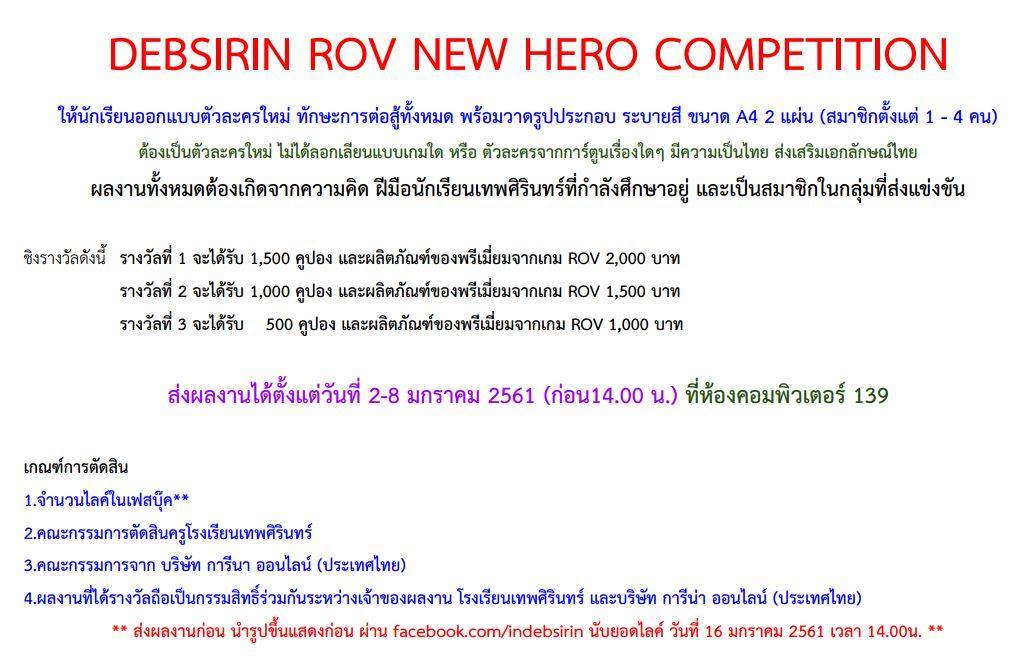 DEBSIRIN ROV NEW HERO COMPETITION
ให้นักเรียนออกแบบตัวละครใหม่ ทักษะการต่อสู้ทั้งหมด พร้อมวาดรูปประกอบ ระบายสี ขนาด A4 2 แผ่น (สมาชิกตั้งแต่ 1 - 4 คน)
ต้องเป็นตัวละครใหม่ ไม่ได้ลอกเลียนแบบเกมใด หรือ ตัวละครจากการ์ตูนเรื่องใดๆ มีความเป็นไทย ส่งเสริมเอกลักษณ์ไทย
ผลงานทั้งหมดต้องเกิดจากความคิด ฝีมือนักเรียนเทพศิรินทร์ที่กำลังศึกษาอยู่ และเป็นสมาชิกในกลุ่มที่ส่งแข่งขัน
ชิงรางวัลดังนี้ รางวัลที่ 1 จะได้รับ 1,500 คูปอง และผลิตภัณฑ์ของพรีเมี่ยมจากเกม ROV 2,000 บาท
รางวัลที่ 2 จะได้รับ 1,000 คูปอง และผลิตภัณฑ์ของพรีเมี่ยมจากเกม ROV 1,500 บาท
รางวัลที่ 3 จะได้รับ 500 คูปอง และผลิตภัณฑ์ของพรีเมี่ยมจากเกม ROV 1,000 บาท
ส่งผลงานได้ตั้งแต่วันที่ 2-8 มกราคม 2561 (ก่อน14.00 น.) ที่ห้องคอมพิวเตอร์ 139
เกณฑ์การตัดสิน
1.จำนวนไลค์ในเฟสบุ๊ค**
2.คณะกรรมการตัดสินครูโรงเรียนเทพศิรินทร์
3.คณะกรรมการจาก บริษัท การีนา ออนไลน์ (ประเทศไทย)
4.ผลงานที่ได้รางวัลถือเป็นกรรมสิทธิ์ร่วมกันระหว่างเจ้าของผลงาน โรงเรียนเทพศิรินทร์ และบริษัท การีน่า ออนไลน์ (ประเทศไทย)
** ส่งผลงานก่อน นำรูปขึ้นแสดงก่อน ผ่าน facebook.com/indebsirin นับยอดไลค์ วันที่ 16 มกราคม 2561 เวลา 14.00น. **